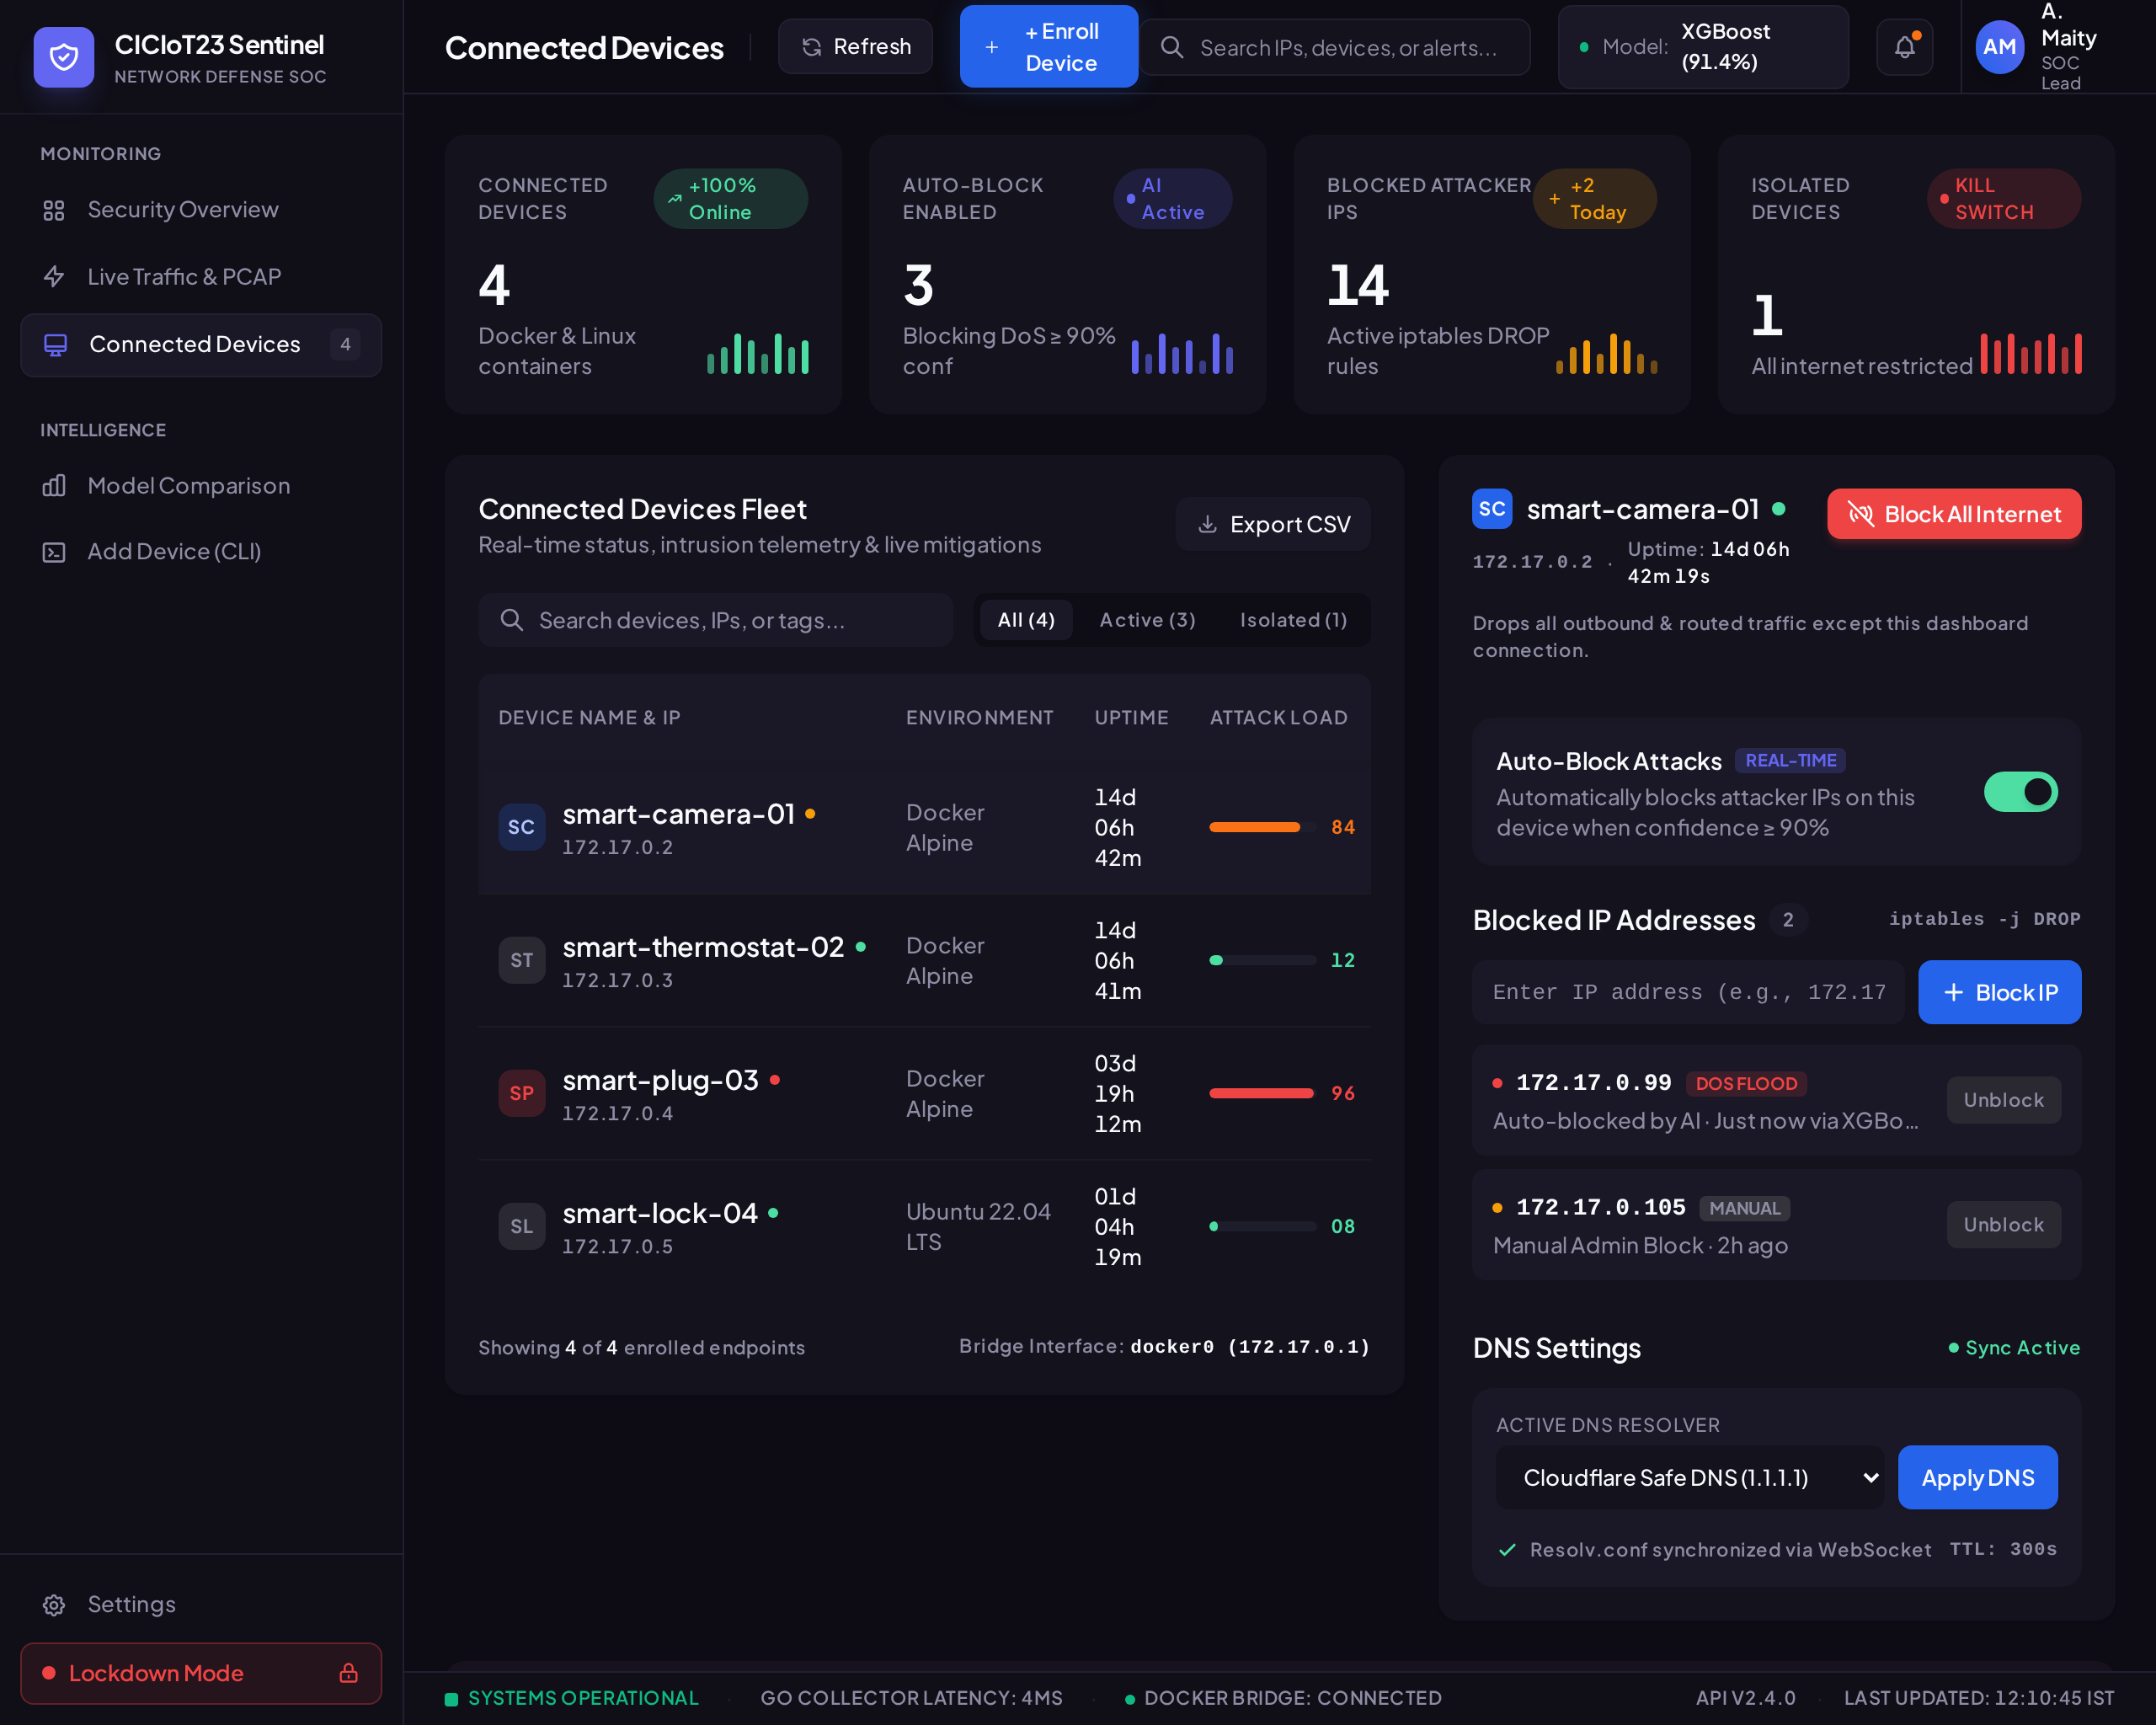 CICIoT23 Sentinel
NETWORK DEFENSE SOC
MONITORING
Security Overview
Live Traffic & PCAP
Connected Devices 4
INTELLIGENCE
Model Comparison
Add Device (CLI)
Settings
Lockdown Mode
Connected Devices
Refresh
+ + Enroll
Device
Search IPs, devices, or alerts...
Model: XGBoost
(91.4%)
AM
A.
Maity
SOC
Lead
CONNECTED
DEVICES
+100%
Online
4
Docker & Linux
containers
AUTO-BLOCK
ENABLED
AI
Active
3
Blocking DoS ≥ 90%
conf
BLOCKED ATTACKER
IPS
+ +2
Today
14
Active iptables DROP
rules
ISOLATED
DEVICES
KILL
SWITCH
1
All internet restricted
Connected Devices Fleet
Real-time status, intrusion telemetry & live mitigations
Export CSV
Search devices, IPs, or tags...
All (4) Active (3) Isolated (1)
DEVICE NAME & IP ENVIRONMENT UPTIME ATTACK LOAD
SC smart-camera-01
172.17.0.2
Docker
Alpine
14d
06h
42m
84
ST smart-thermostat-02
172.17.0.3
Docker
Alpine
14d
06h
41m
12
SP smart-plug-03
172.17.0.4
Docker
Alpine
03d
19h
12m
96
SL smart-lock-04
172.17.0.5
Ubuntu 22.04
LTS
01d
04h
19m
08
Showing 4 of 4 enrolled endpoints
Bridge Interface: docker0 (172.17.0.1)
SC smart-camera-01
Block All Internet
172.17.0.2 · Uptime: 14d 06h
42m 19s
Drops all outbound & routed traffic except this dashboard
connection.
Auto-Block Attacks REAL-TIME
Automatically blocks attacker IPs on this
device when confidence ≥ 90%
Blocked IP Addresses 2
iptables -j DROP
Enter IP address (e.g., 172.17
+ Block IP
172.17.0.99 DOS FLOOD
Auto-blocked by AI · Just now via XGBo...
Unblock
172.17.0.105 MANUAL
Manual Admin Block · 2h ago
Unblock
DNS Settings
Sync Active
ACTIVE DNS RESOLVER
Cloudflare Safe DNS (1.1.1.1)
Apply DNS
Resolv.conf synchronized via WebSocket
TTL: 300s
SYSTEMS OPERATIONAL · GO COLLECTOR LATENCY: 4MS · DOCKER BRIDGE: CONNECTED
API V2.4.0 · LAST UPDATED: 12:10:45 IST